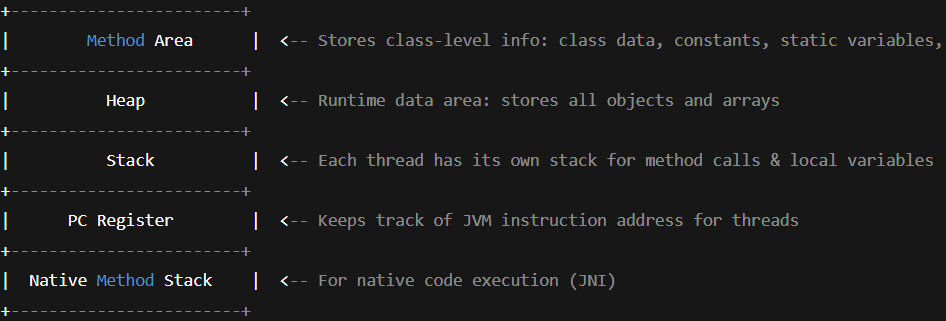 +------------------------+
|        Method Area      |  <-- Stores class-level info: class data, constants, static variables,
+------------------------+
|          Heap           |  <-- Runtime data area: stores all objects and arrays
+------------------------+
|          Stack          |  <-- Each thread has its own stack for method calls & local variables
+------------------------+
|      PC Register        |  <-- Keeps track of JVM instruction address for threads
+------------------------+
|  Native Method Stack    |  <-- For native code execution (JNI)
+------------------------+